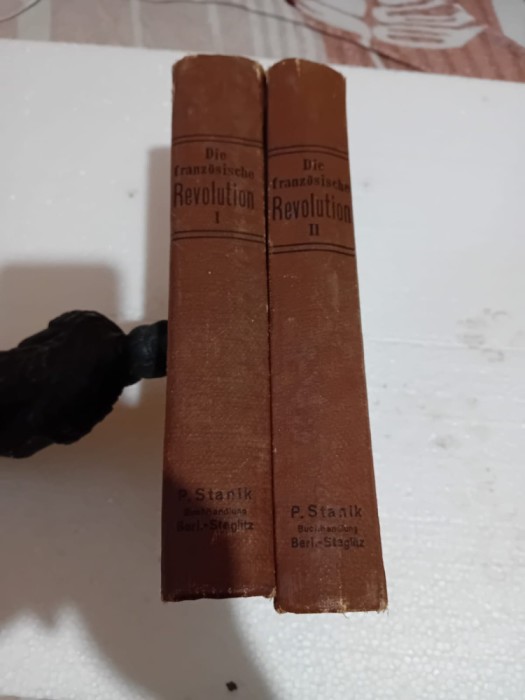 Die
französische
Revolution
I
P. Stanik
Buchhandlung
Berl.-Steglitz
Die
französische
Revolution
II
P. Stanik
Buchhandlung
Berl.-Steglitz